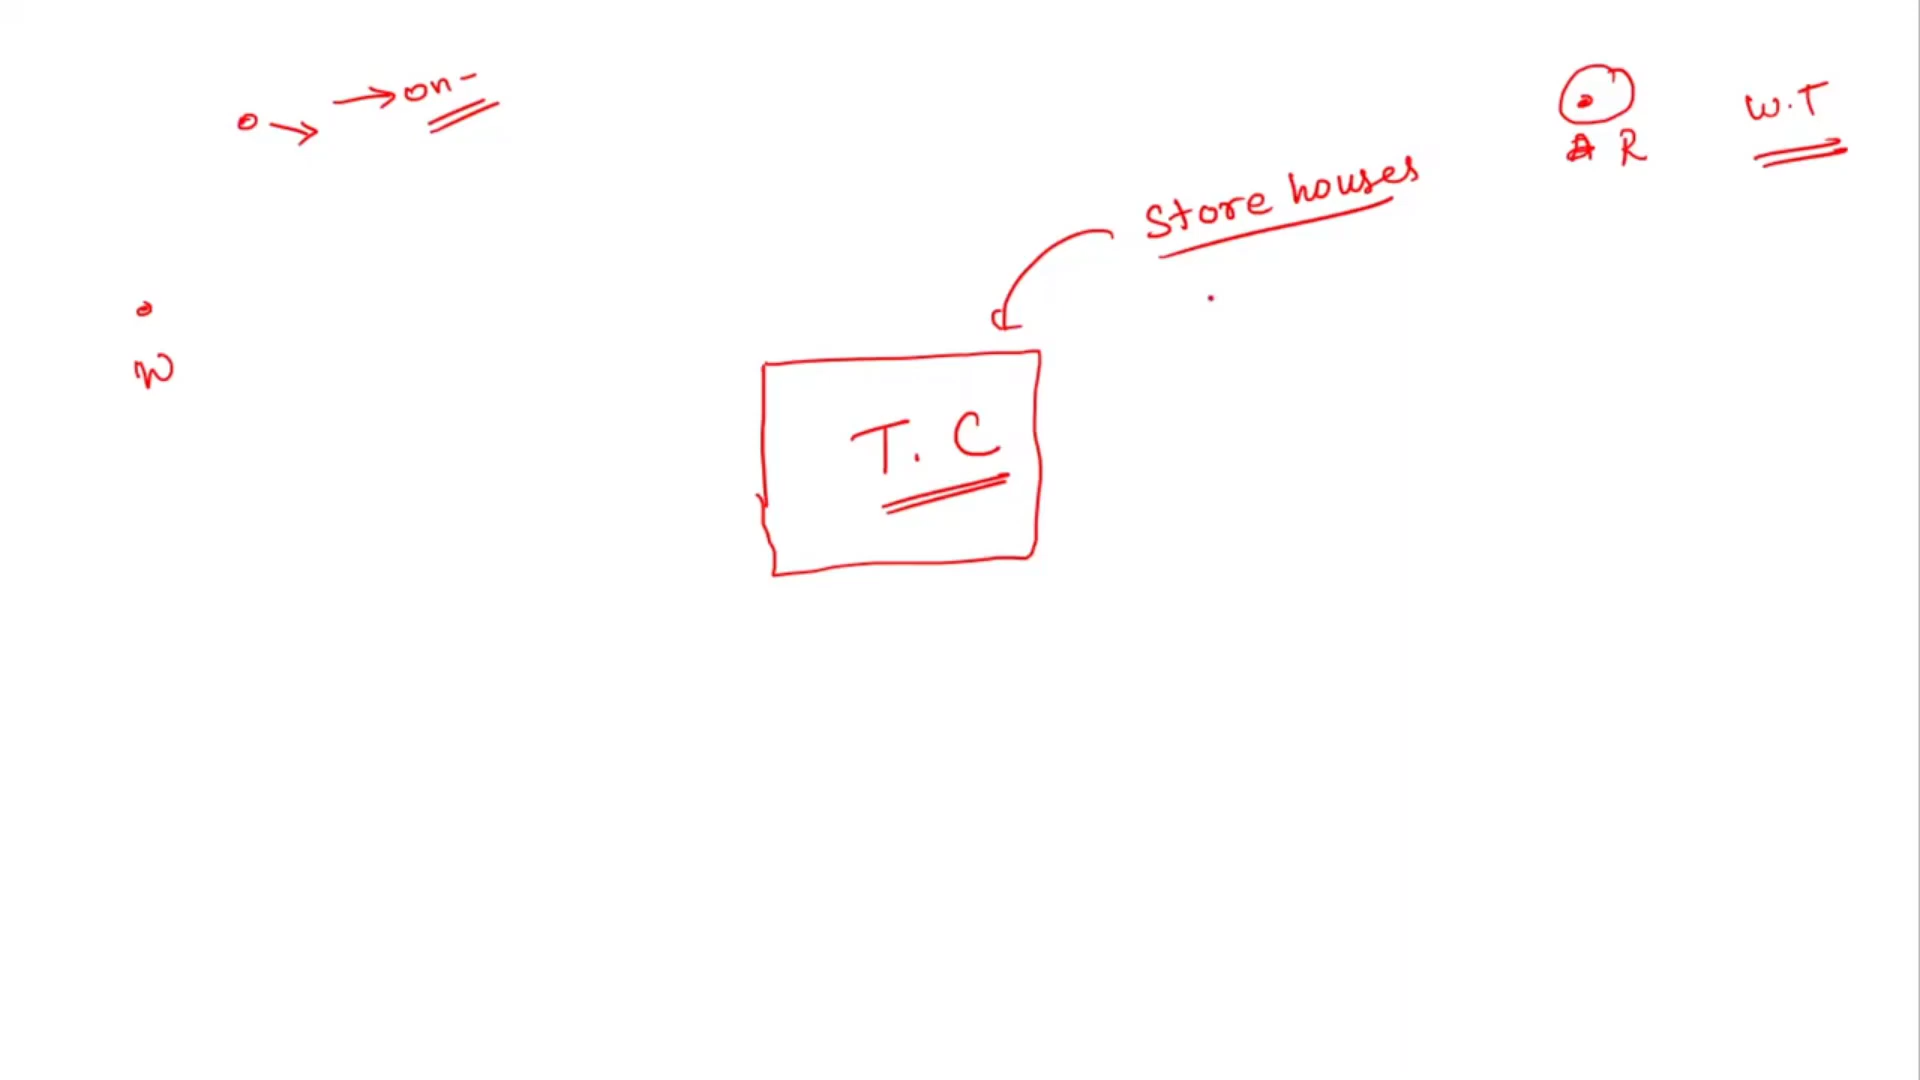 on-
W.T
A R
Store houses
W
T. C